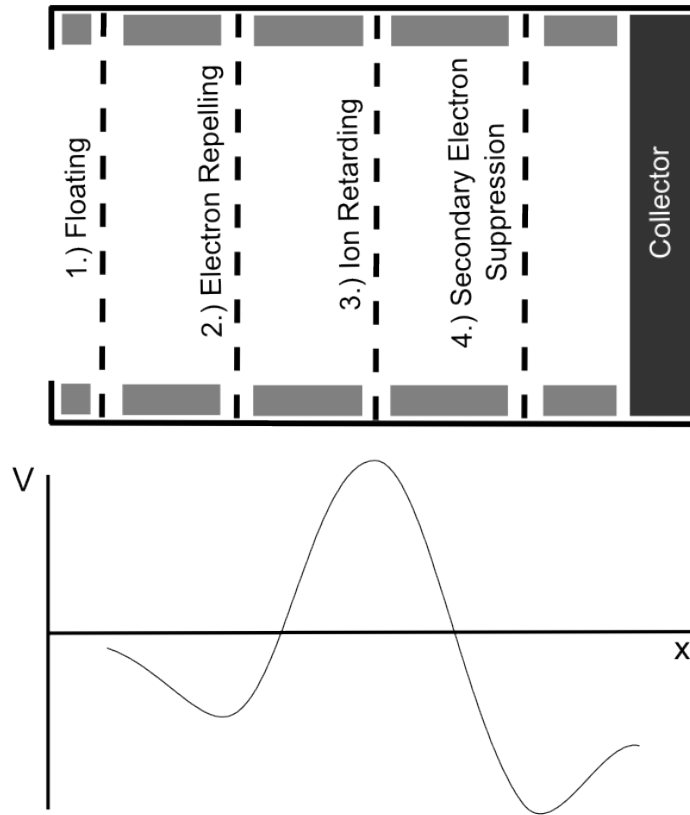 1.) Floating
2.) Electron Repelling
3.) Ion Retarding
4.) Secondary Electron
Suppression
Collector
V
x